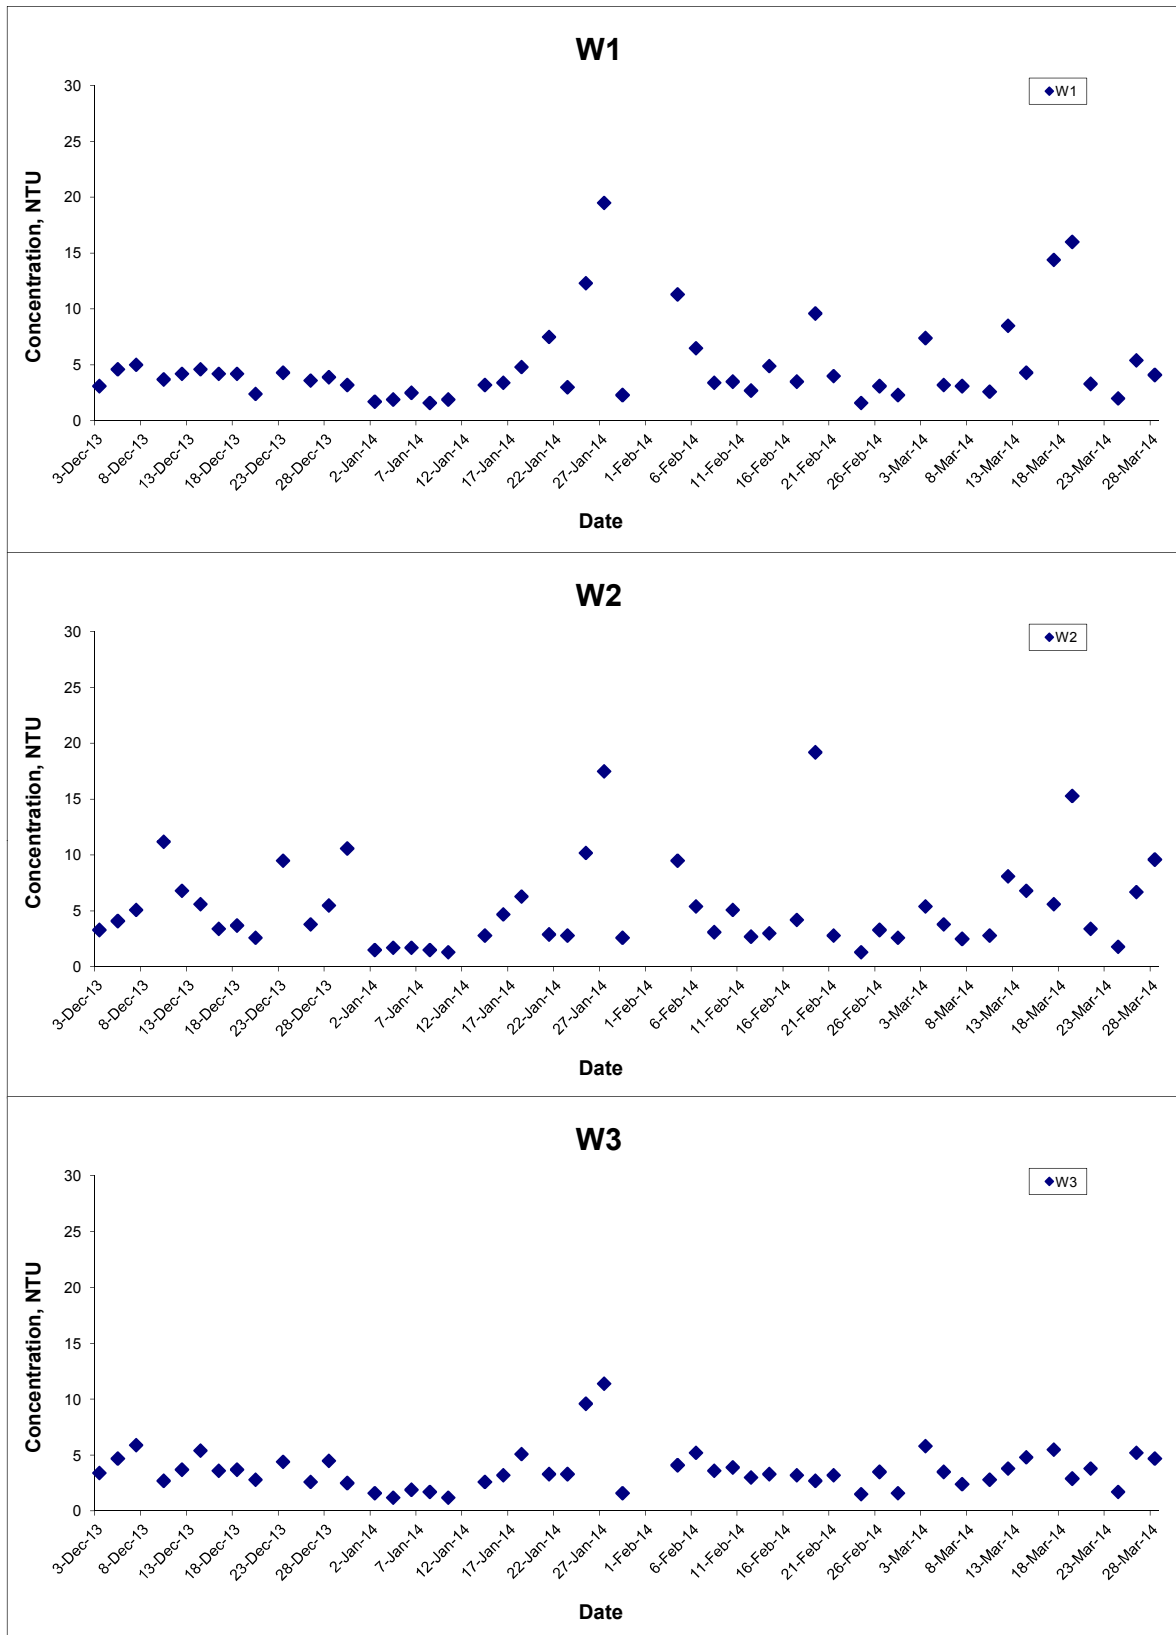 W1
W1
Concentration, NTU
30
25
20
15
10
5
0
3-Dec-13 8-Dec-13 13-Dec-13 18-Dec-13 23-Dec-13 28-Dec-13 2-Jan-14 7-Jan-14 12-Jan-14 17-Jan-14 22-Jan-14 27-Jan-14 1-Feb-14 6-Feb-14 11-Feb-14 16-Feb-14 21-Feb-14 26-Feb-14 3-Mar-14 8-Mar-14 13-Mar-14 18-Mar-14 23-Mar-14 28-Mar-14
Date
W2
W2
Concentration, NTU
30
25
20
15
10
5
0
3-Dec-13 8-Dec-13 13-Dec-13 18-Dec-13 23-Dec-13 28-Dec-13 2-Jan-14 7-Jan-14 12-Jan-14 17-Jan-14 22-Jan-14 27-Jan-14 1-Feb-14 6-Feb-14 11-Feb-14 16-Feb-14 21-Feb-14 26-Feb-14 3-Mar-14 8-Mar-14 13-Mar-14 18-Mar-14 23-Mar-14 28-Mar-14
Date
W3
W3
Concentration, NTU
30
25
20
15
10
5
0
3-Dec-13 8-Dec-13 13-Dec-13 18-Dec-13 23-Dec-13 28-Dec-13 2-Jan-14 7-Jan-14 12-Jan-14 17-Jan-14 22-Jan-14 27-Jan-14 1-Feb-14 6-Feb-14 11-Feb-14 16-Feb-14 21-Feb-14 26-Feb-14 3-Mar-14 8-Mar-14 13-Mar-14 18-Mar-14 23-Mar-14 28-Mar-14
Date